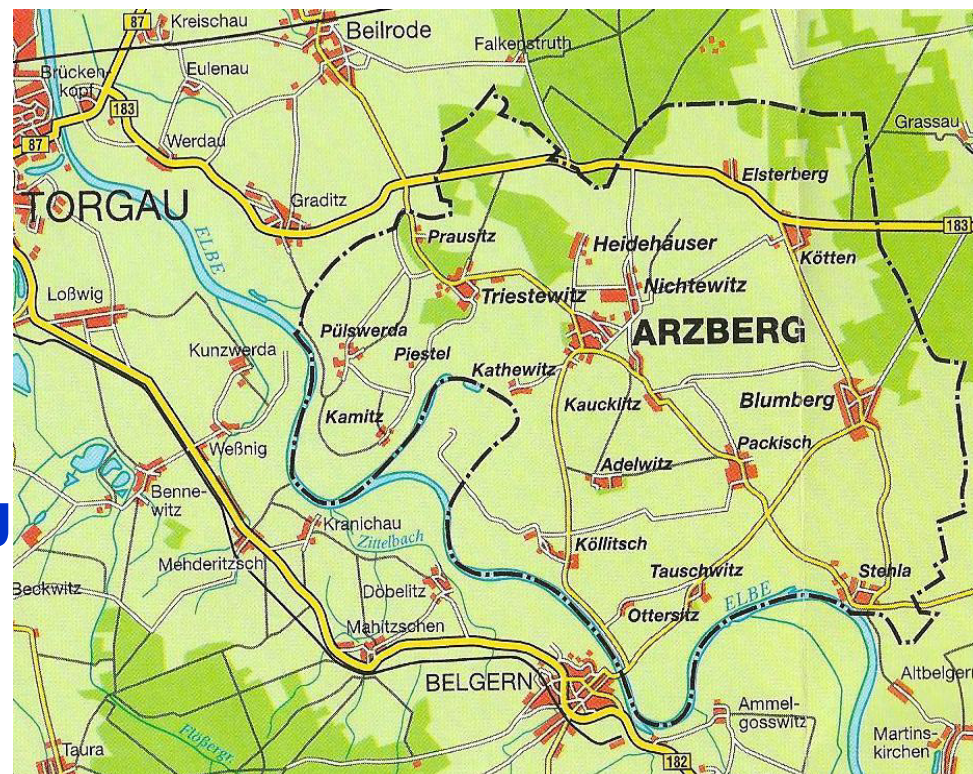 87
Kreischau
Beilrode
Falkenstruth
Brücken-
kopf
Eulenau
183
87
Werdau
Grassau
Elsterberg
TORGAU
Graditz
ELBE
Prausitz
Heidehäuser
183
Kötten
Loßwig
Triestewitz
Nichtewitz
Pülswerda
ARZBERG
Kunzwerda
Piestel
Kathewitz
Kamitz
Kaucklitz
Blumberg
Weßnig
Packisch
Adelwitz
Benne-
witz
Kranichau
Zittelbach
Mehderitzsch
Köllitsch
Beckwitz
Döbelitz
Tauschwitz
Stehla
ELBE
Ottersitz
Mahitzschen
BELGERN
Altbelgern
Ammel-
gosswitz
Martins-
kirchen
Taura
Flößergr.
182